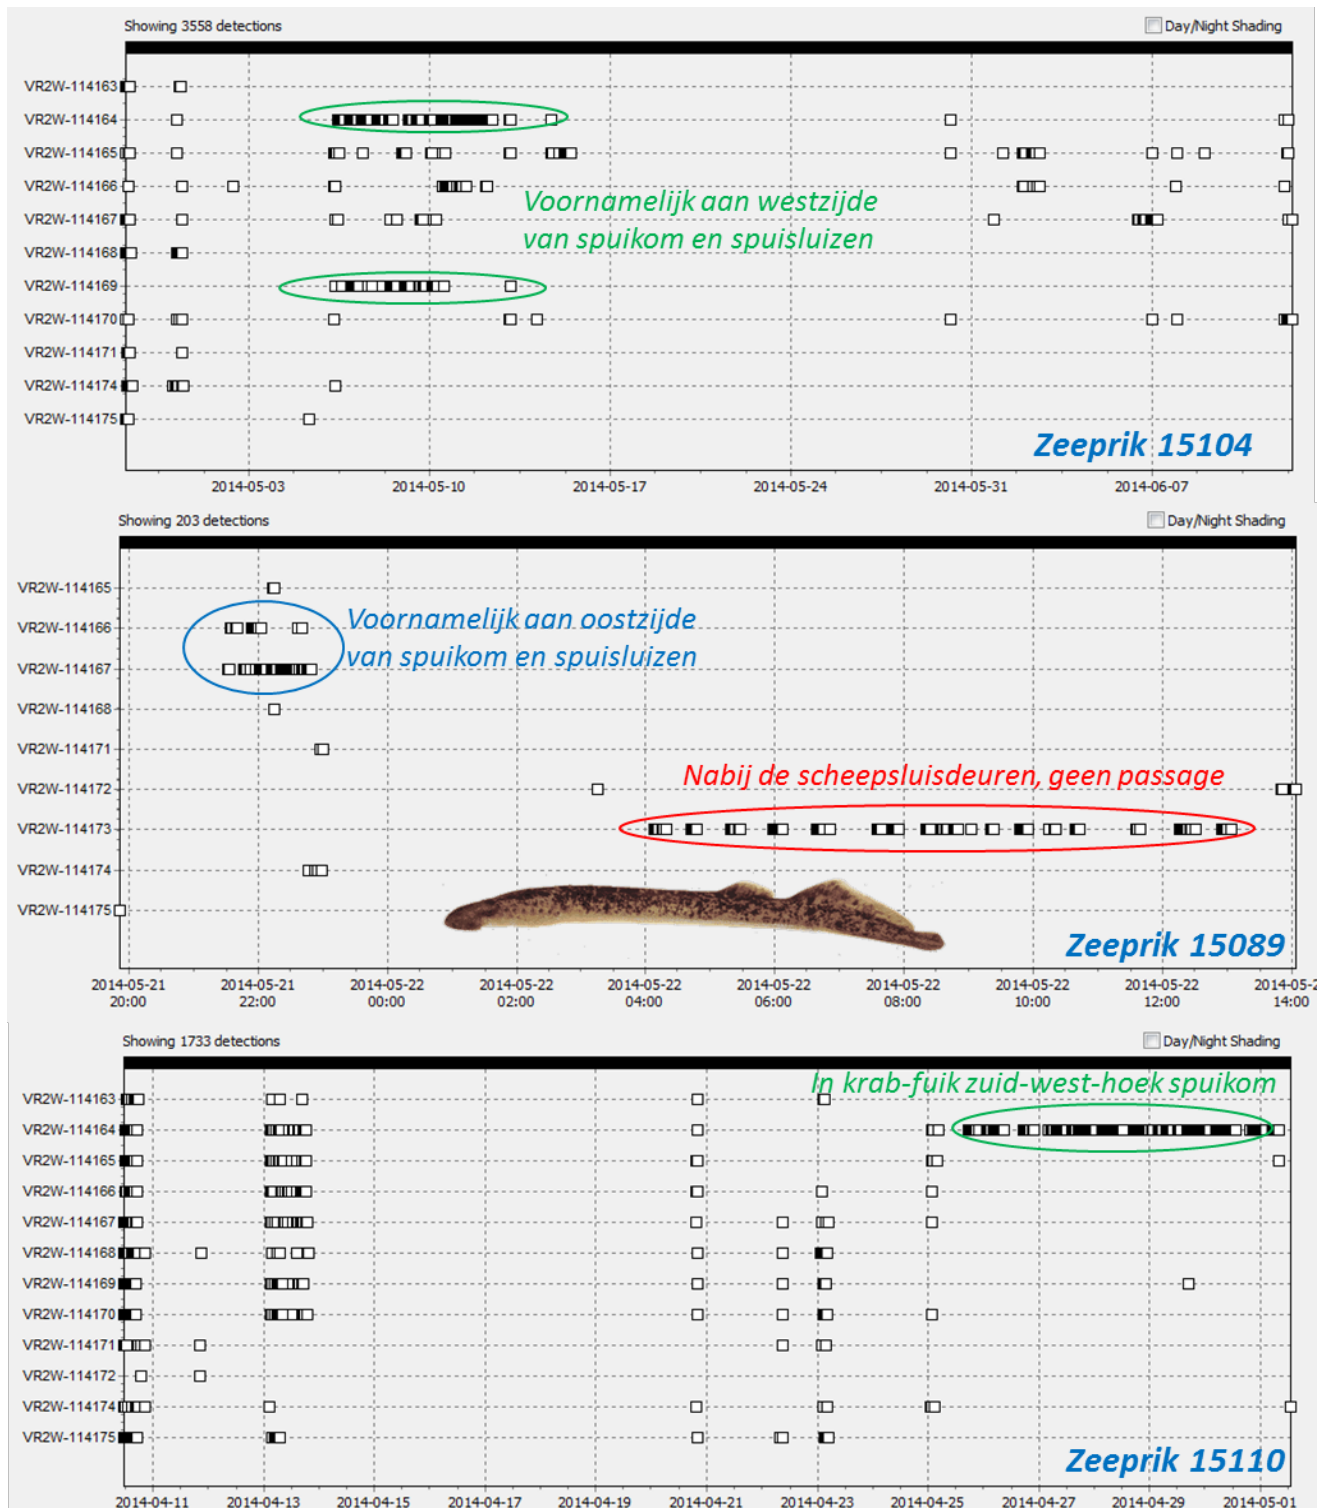 Showing 3558 detections
Day/Night Shading
VR2W-114163
VR2W-114164
VR2W-114165
VR2W-114166
VR2W-114167
VR2W-114168
VR2W-114169
VR2W-114170
VR2W-114171
VR2W-114174
VR2W-114175
Voornamelijk aan westzijde
van spuikom en spuisluizen
Zeeprik 15104
2014-05-03 2014-05-10 2014-05-17 2014-05-24 2014-05-31 2014-06-07
Showing 203 detections
Day/Night Shading
VR2W-114165
VR2W-114166
VR2W-114167
VR2W-114168
VR2W-114171
VR2W-114172
VR2W-114173
VR2W-114174
VR2W-114175
Voornamelijk aan oostzijde
van spuikom en spuisluizen
Nabij de scheepsluisdeuren, geen passage
Zeeprik 15089
2014-05-21 2014-05-21 2014-05-22 2014-05-22 2014-05-22 2014-05-22 2014-05-22 2014-05-22 2014-05-22 2014-05-2
20:00 22:00 00:00 02:00 04:00 06:00 08:00 10:00 12:00 14:00
Showing 1733 detections
Day/Night Shading
In krab-fuik zuid-west-hoek spuikom
VR2W-114163
VR2W-114164
VR2W-114165
VR2W-114166
VR2W-114167
VR2W-114168
VR2W-114169
VR2W-114170
VR2W-114171
VR2W-114172
VR2W-114174
VR2W-114175
Zeeprik 15110
2014-04-11 2014-04-13 2014-04-15 2014-04-17 2014-04-19 2014-04-21 2014-04-23 2014-04-25 2014-04-27 2014-04-29 2014-05-01